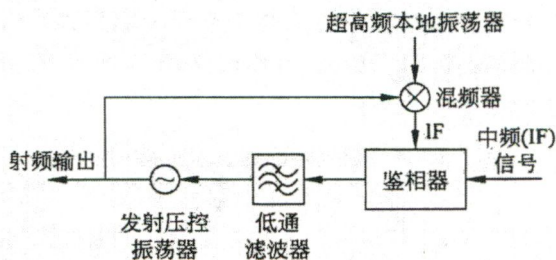 超高频本地振荡器
混频器
IF
中频(IF)
信号
鉴相器
射频输出
发射压控
振荡器
低通
滤波器